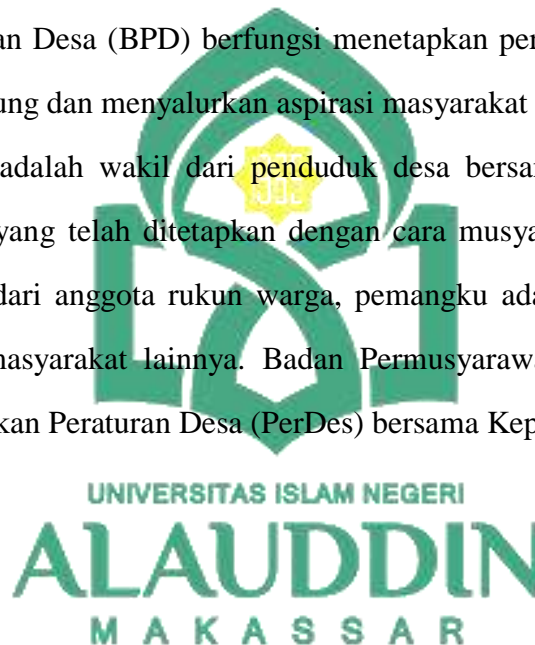 an Desa (BPD) berfungsi menetapkan per
ung dan menyalurkan aspirasi masyarakat
adalah wakil dari penduduk desa bersa
yang telah ditetapkan dengan cara musya
dari anggota rukun warga, pemangku ada
nasyarakat lainnya. Badan Permusyaraw
kan Peraturan Desa (PerDes) bersama Kep
UNIVERSITAS ISLAM NEGERI
ALAUDDIN
MAKASSAR